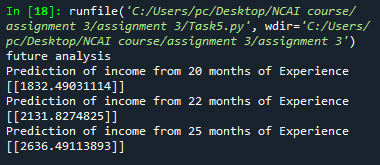 In [18]: runfile('C:/Users/pc/Desktop/NCAI course/
assignment 3/assignment 3/Task5.py', wdir='C:/Users/
pc/Desktop/NCAI course/assignment 3/assignment 3')
future analysis
Prediction of income from 20 months of Experience
[[1832.49031114]]
Prediction of income from 22 months of Experience
[[2131.8274825]]
Prediction of income from 25 months of Experience
[[2636.49113893]]